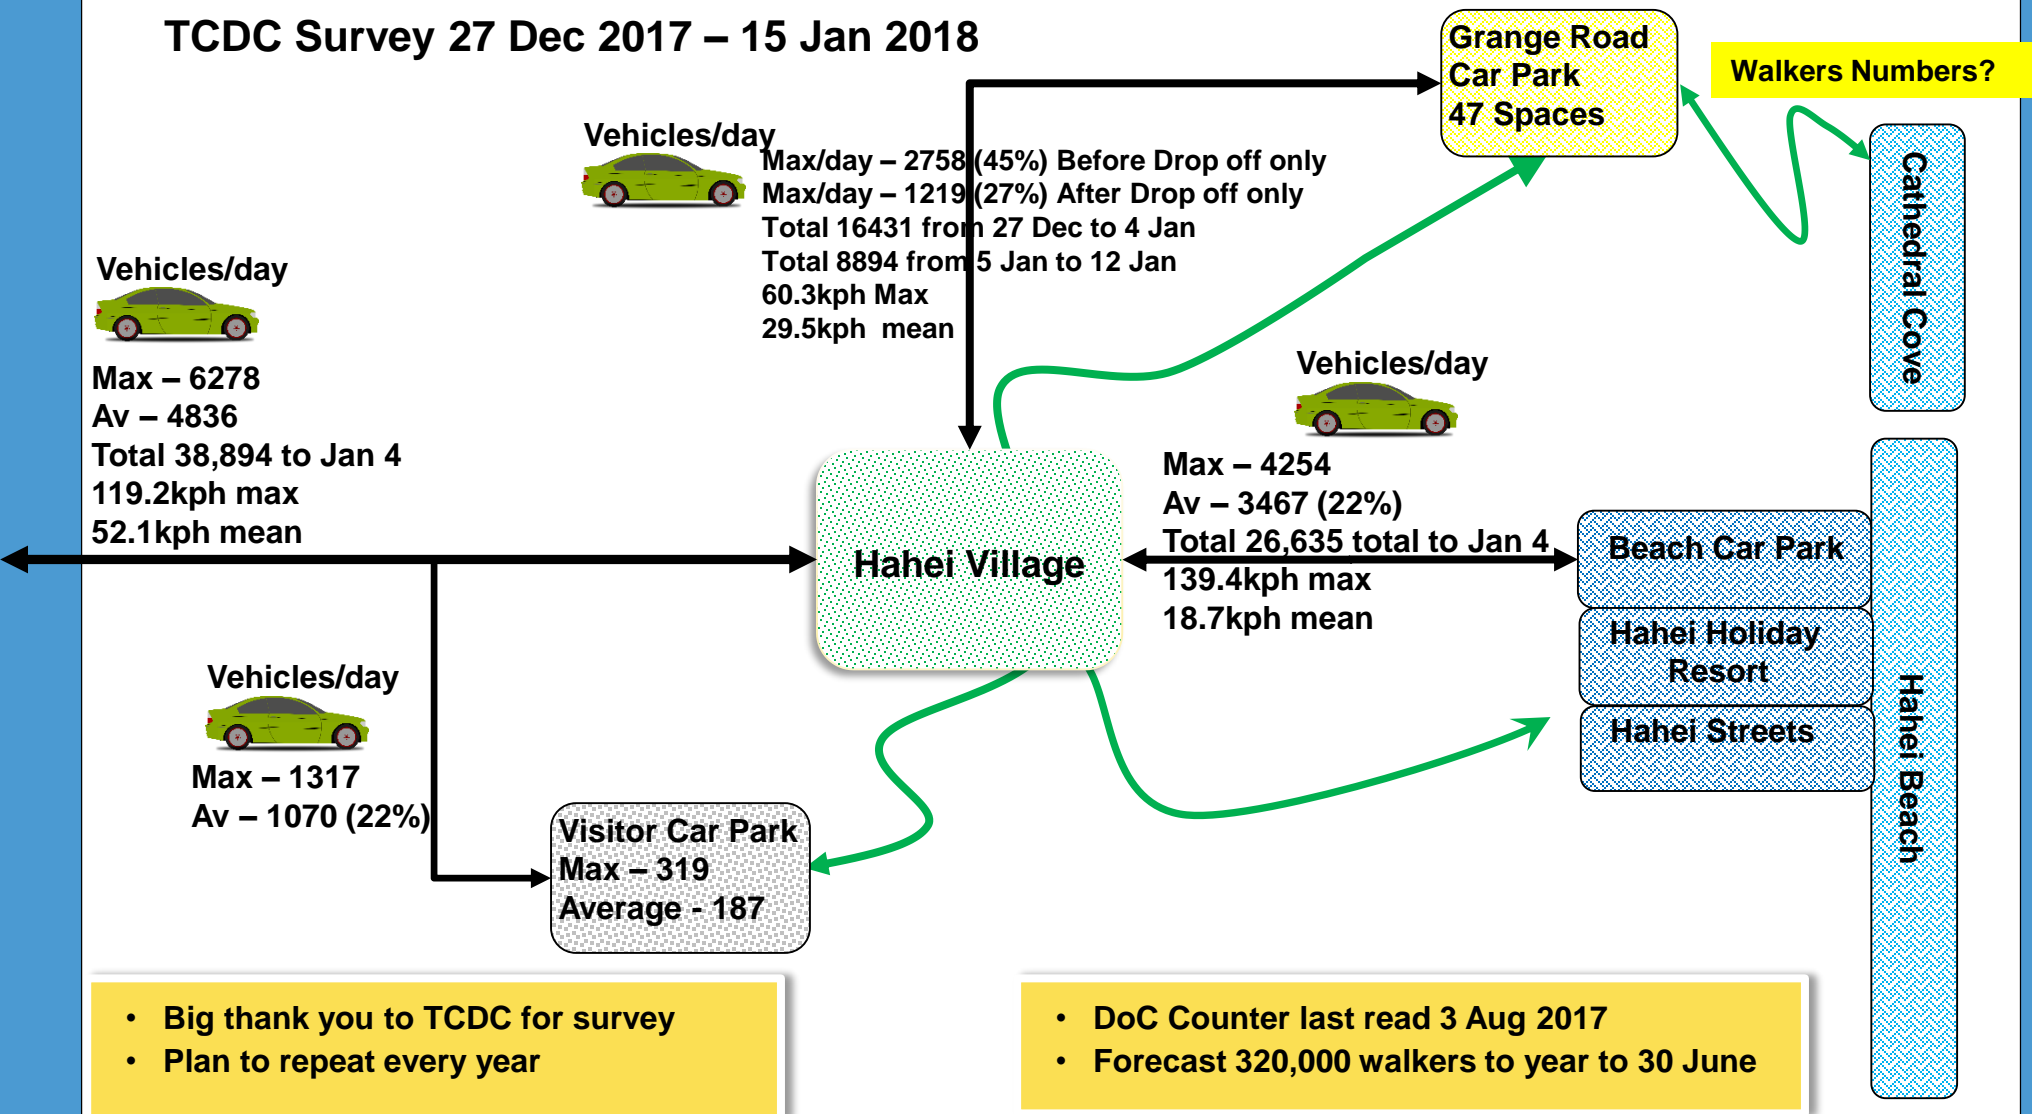 TCDC Survey 27 Dec 2017 – 15 Jan 2018
Grange Road
Car Park
47 Spaces
Walkers Numbers?
Vehicles/day
Max/day – 2758 (45%) Before Drop off only
Max/day – 1219 (27%) After Drop off only
Total 16431 from 27 Dec to 4 Jan
Total 8894 from 5 Jan to 12 Jan
60.3kph Max
29.5kph  mean
Cathedral Cove
Vehicles/day
Max – 6278
Av – 4836
Total 38,894 to Jan 4
119.2kph max
52.1kph mean
Vehicles/day
Max – 4254
Av – 3467 (22%)
Total 26,635 total to Jan 4
139.4kph max
18.7kph mean
Hahei Village
Beach Car Park
Hahei Holiday
Resort
Hahei Streets
Hahei Beach
Vehicles/day
Max – 1317
Av – 1070 (22%)
Visitor Car Park
Max – 319
Average - 187
• Big thank you to TCDC for survey
• Plan to repeat every year
• DoC Counter last read 3 Aug 2017
• Forecast 320,000 walkers to year to 30 June